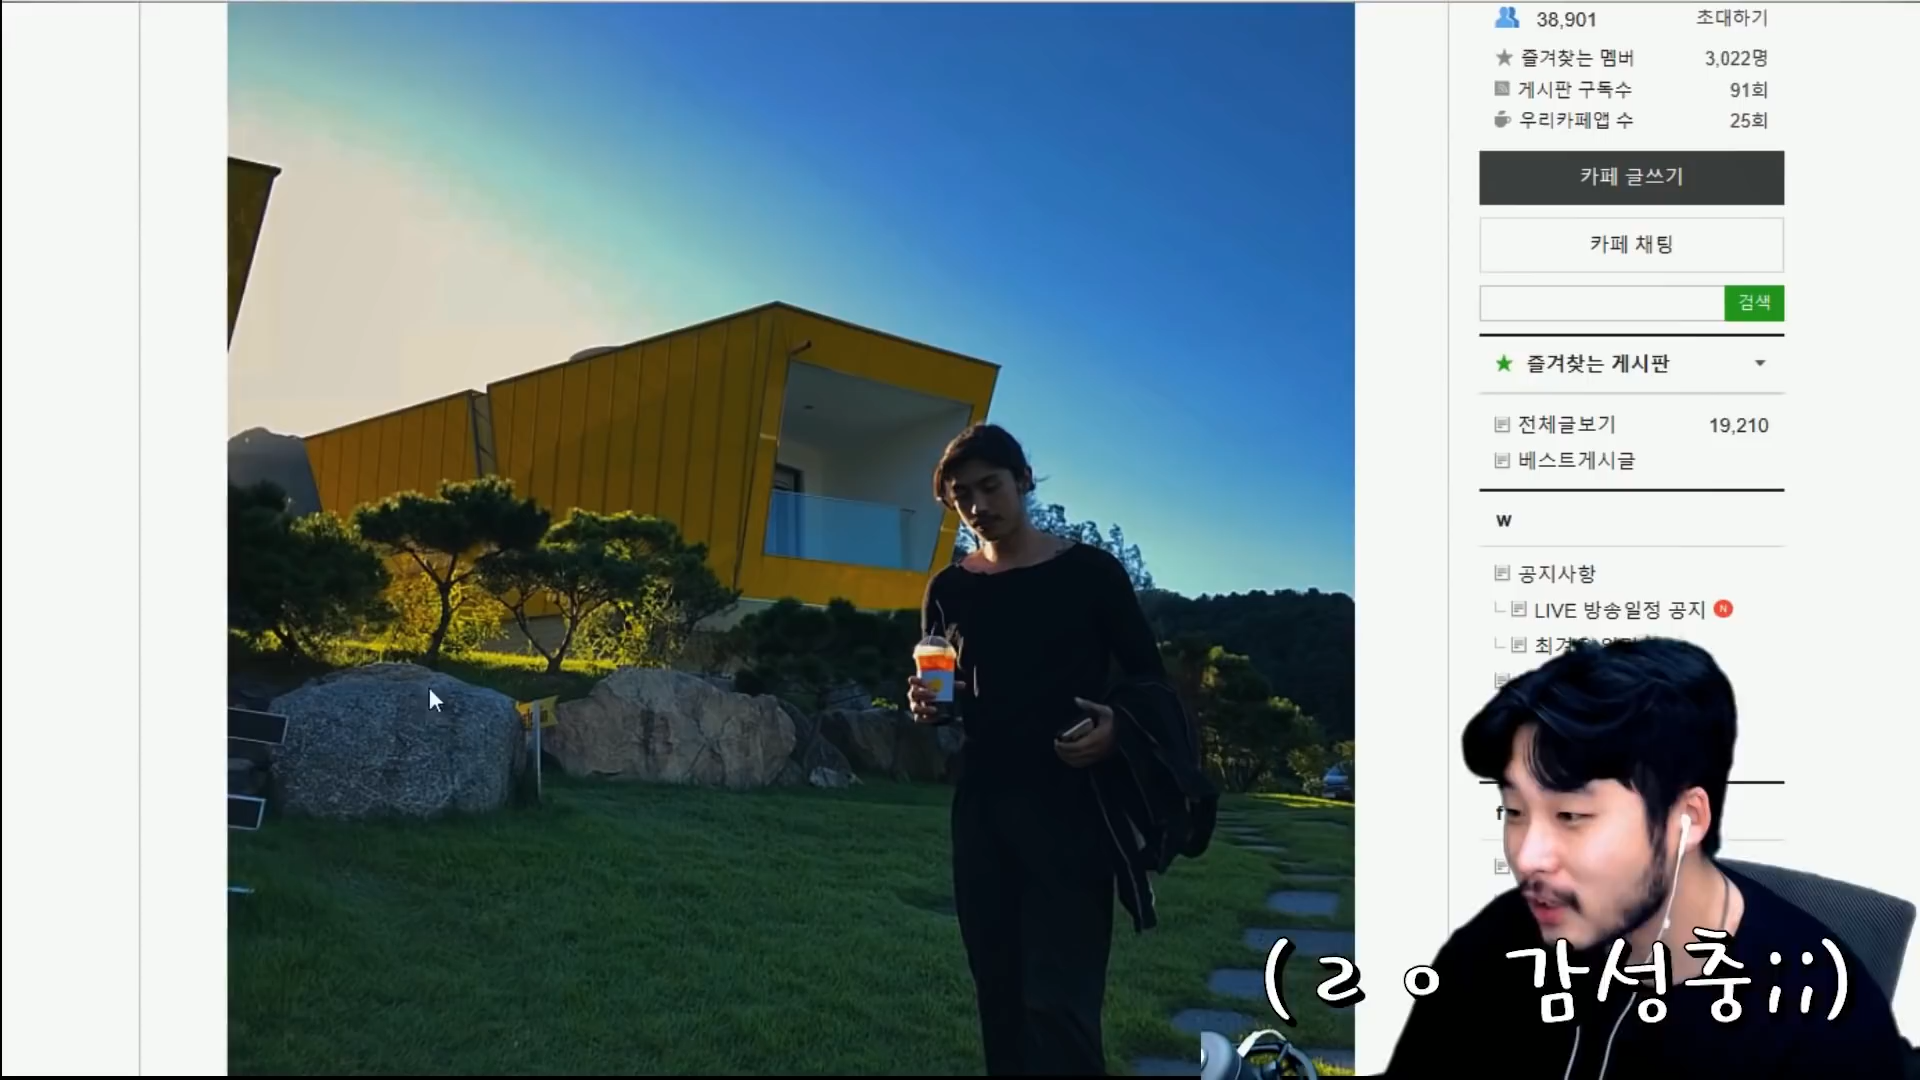 38,901 초대하기
즐겨찾는 멤버 3,022명
게시판 구독수 91회
우리카페앱 수 25회
카페 글쓰기
카페 채팅
검색
즐겨찾는 게시판
전체글보기 19,210
베스트게시글
w
공지사항
LIVE 방송일정 공지 N
f
(ㄹㅇ 감성충;;)